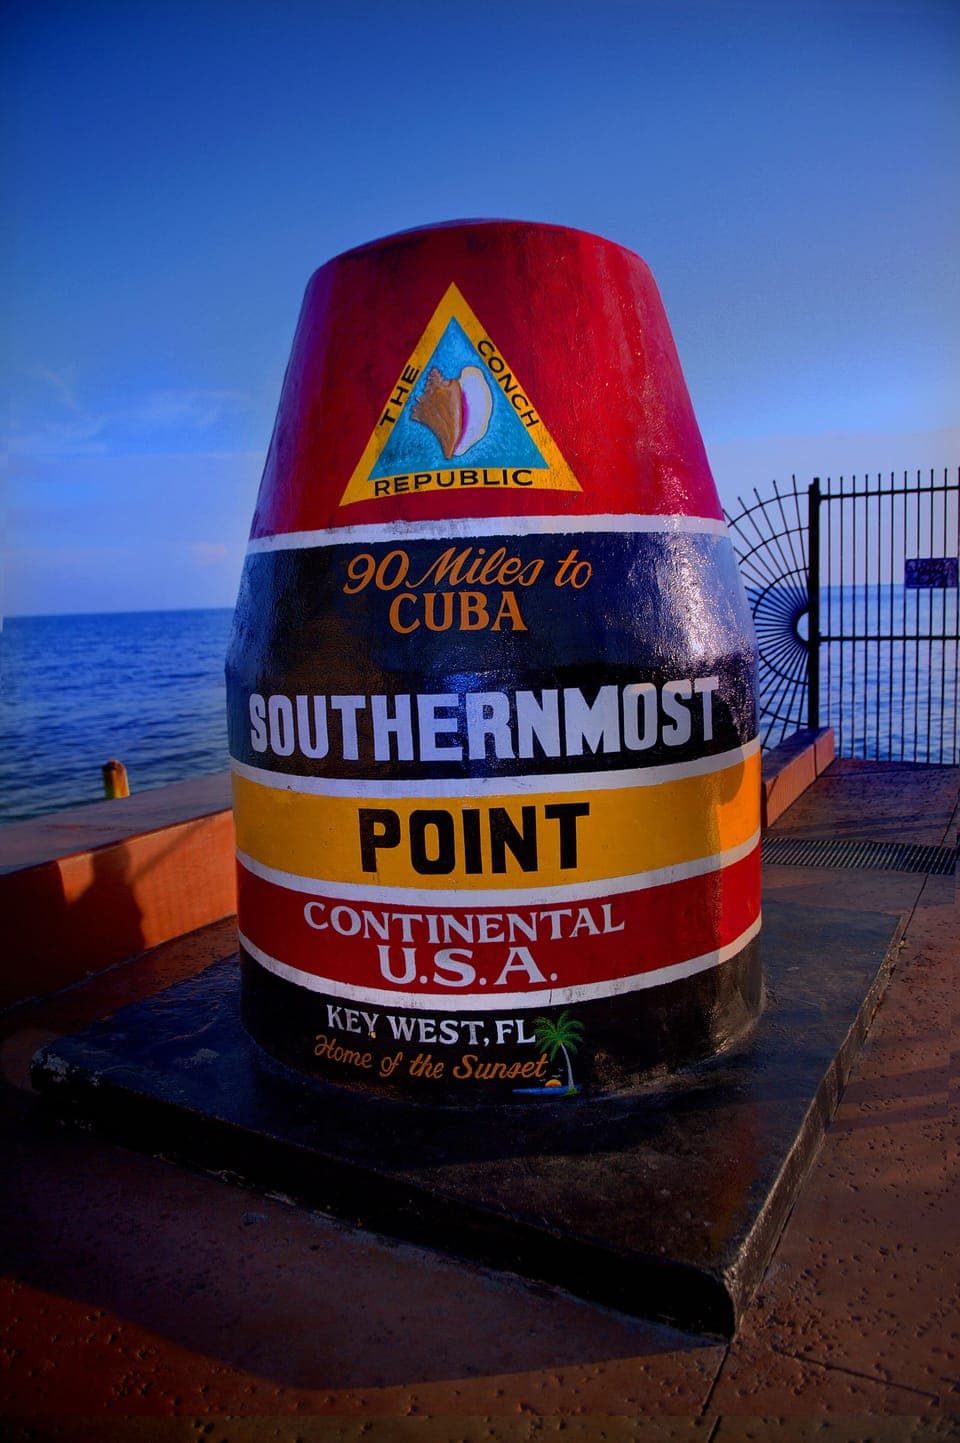 THE CONCH
REPUBLIC
90 Miles to
CUBA
SOUTHERNMOST
POINT
CONTINENTAL
U.S.A.
KEY WEST, FL
Home of the Sunset